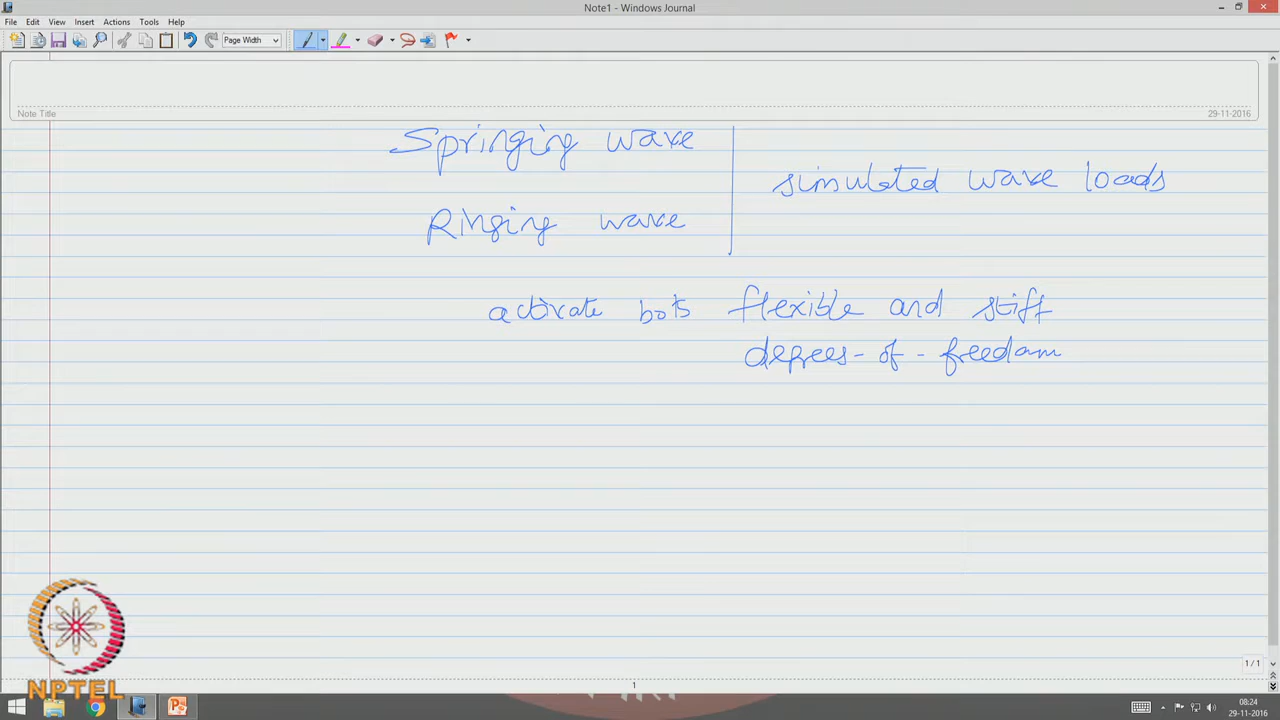 Note1 - Windows Journal
File Edit View Insert Actions Tools Help
Page Width
Note Title
29-11-2016
Springing wave
simulated wave loads
Ringing wave
activate both flexible and stiff
degrees-of-freedom
1/1
NPTEL
1
08:24
29-11-2016